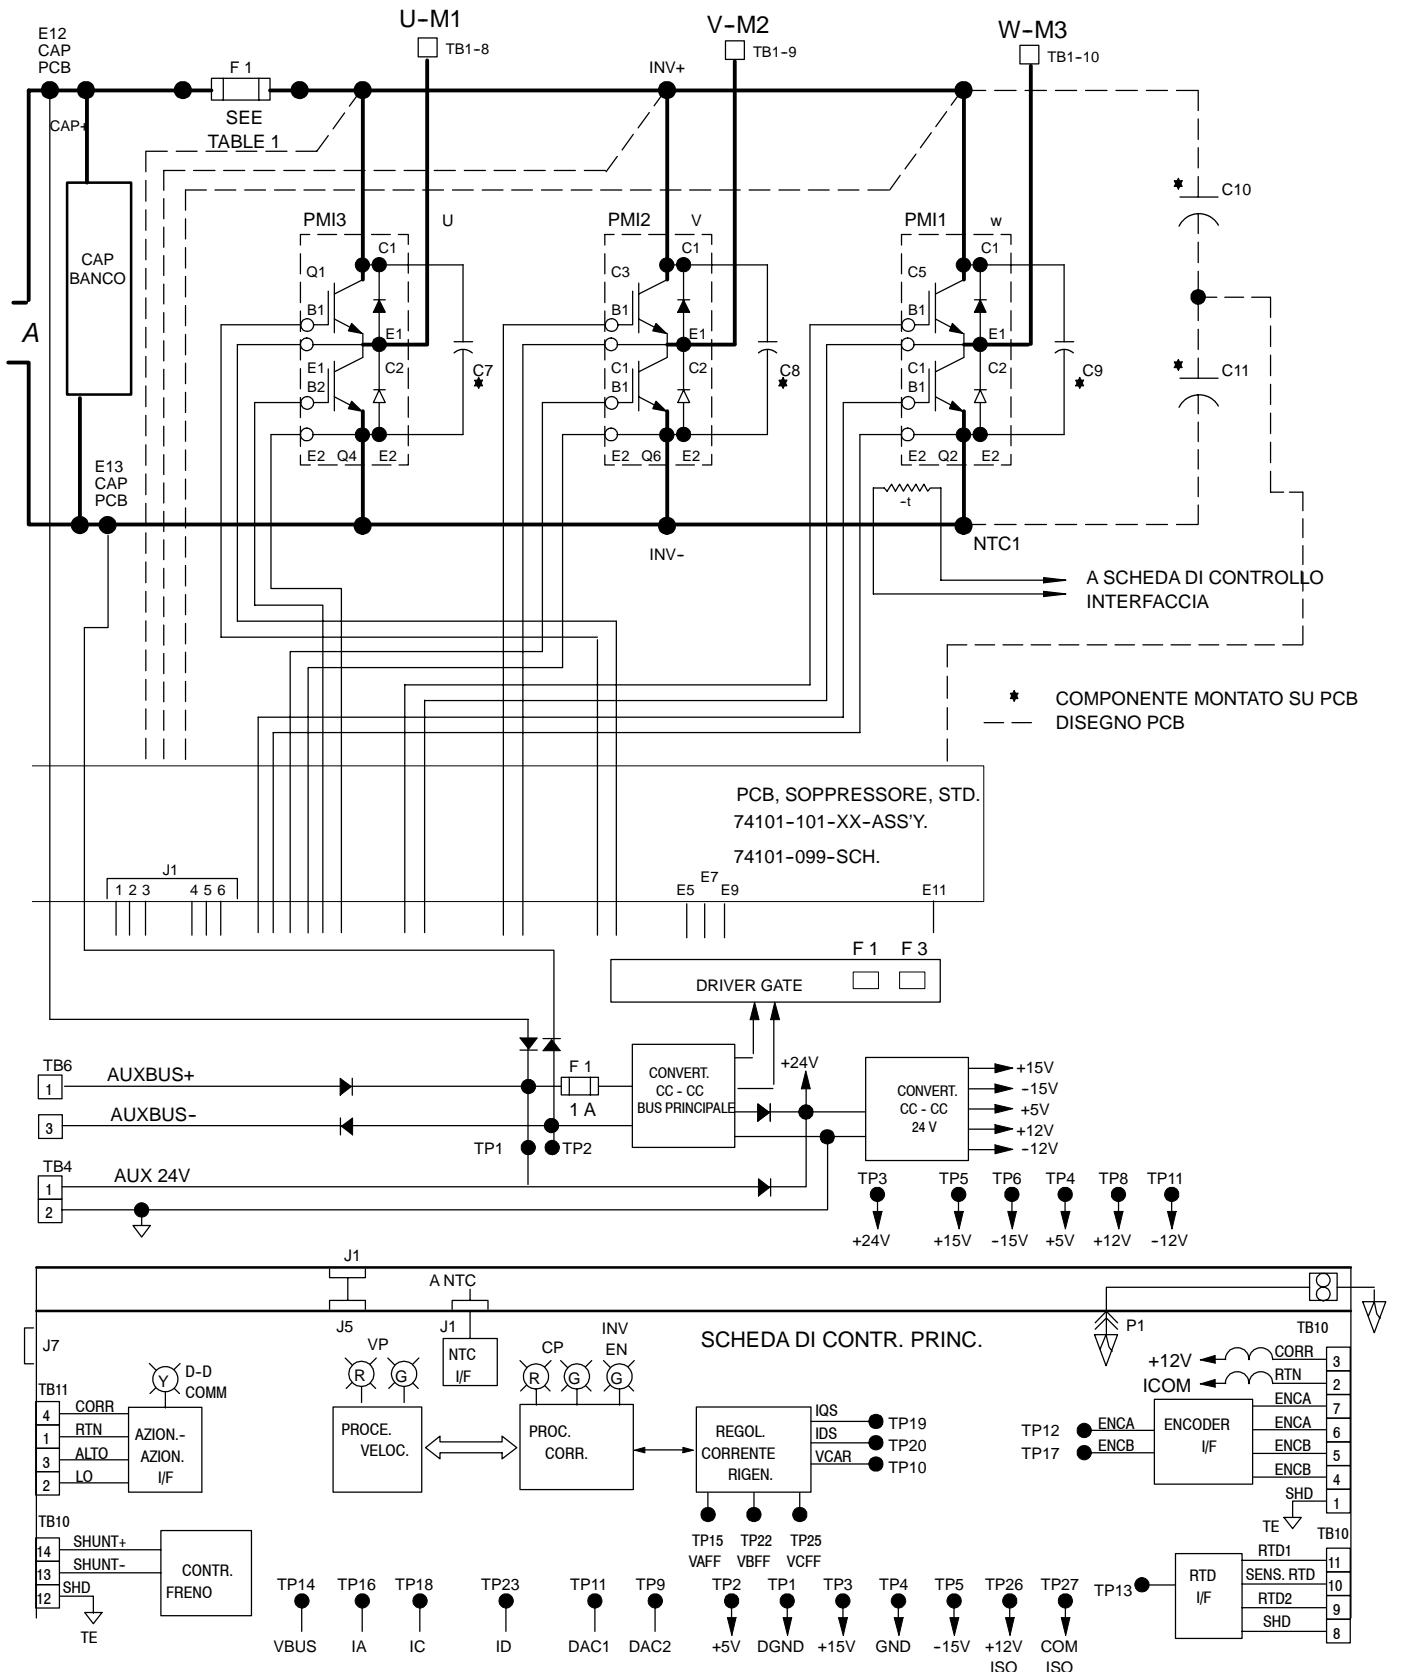 E12
CAP
PCB
U-M1
TB1-8
V-M2
TB1-9
W-M3
TB1-10
F 1
SEE
TABLE 1
INV+
CAP+
CAP
BANCO
A
E13
CAP
PCB
PMI3
U
C1
Q1
B1
E1
E1
C2
B2
E2
Q4
E2
C7
PMI2
V
C1
C3
B1
E1
C1
C2
B1
E2
Q6
E2
C8
PMI1
w
C1
C5
B1
E1
C1
C2
B1
E2
Q2
E2
C9
C10
C11
-t
INV-
NTC1
A SCHEDA DI CONTROLLO
INTERFACCIA
COMPONENTE MONTATO SU PCB
DISEGNO PCB
PCB, SOPPRESSORE, STD.
74101-101-XX-ASS'Y.
74101-099-SCH.
J1
1 2 3 4 5 6
E5
E7
E9
E11
F 1
F 3
DRIVER GATE
TB6
1
AUXBUS+
3
AUXBUS-
F 1
1 A
CONVERT.
CC - CC
BUS PRINCIPALE
+24V
CONVERT.
CC - CC
24 V
+15V
-15V
+5V
+12V
-12V
TP1
TP2
TB4
1
AUX 24V
2
TP3
TP5
TP6
TP4
TP8
TP11
+24V
+15V
-15V
+5V
+12V
-12V
J1
A NTC
J5
J1
J7
SCHEDA DI CONTR. PRINC.
P1
TB10
VP
R
G
NTC
I/F
CP
INV
EN
R
G
G
Y
D-D
COMM
TB11
4
CORR
1
RTN
3
ALTO
2
LO
AZION.-
AZION.
I/F
PROCE.
VELOC.
PROC.
CORR.
REGOL.
CORRENTE
RIGEN.
IQS
TP19
IDS
TP20
VCAR
TP10
TP15
VAFF
TP22
VBFF
TP25
VCFF
+12V
CORR
3
ICOM
RTN
2
TP12
ENCA
TP17
ENCB
ENCODER
I/F
ENCA
7
ENCA
6
ENCB
5
ENCB
4
SHD
1
TE
TB10
14
SHUNT+
13
SHUNT-
12
SHD
TE
CONTR.
FRENO
TB10
TP13
RTD
I/F
RTD1
11
SENS. RTD
10
RTD2
9
SHD
8
TP14
TP16
TP18
TP23
TP11
TP9
TP2
TP1
TP3
TP4
TP5
TP26
TP27
VBUS
IA
IC
ID
DAC1
DAC2
+5V
DGND
+15V
GND
-15V
+12V
ISO
COM
ISO